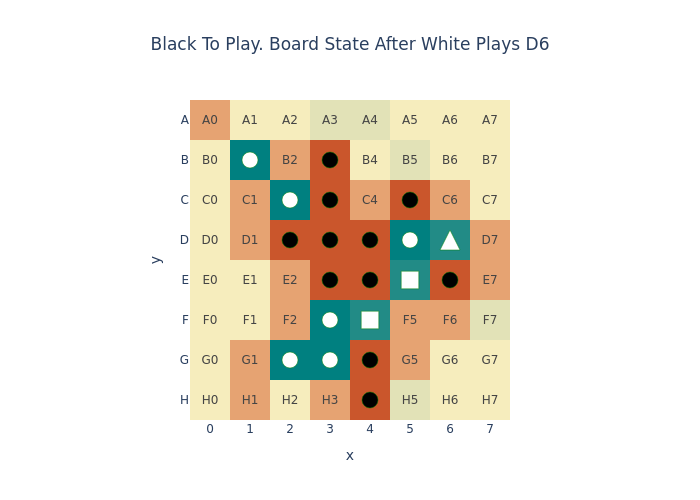 Black To Play. Board State After White Plays D6
A A0 A1 A2 A3 A4 A5 A6 A7
B B0 B2 B4 B5 B6 B7
C C0 C1 C4 C6 C7
D D0 D1 D7
E E0 E1 E2 E7
F F0 F1 F2 F5 F6 F7
G G0 G1 G5 G6 G7
H H0 H1 H2 H3 H5 H6 H7
0 1 2 3 4 5 6 7
x
y